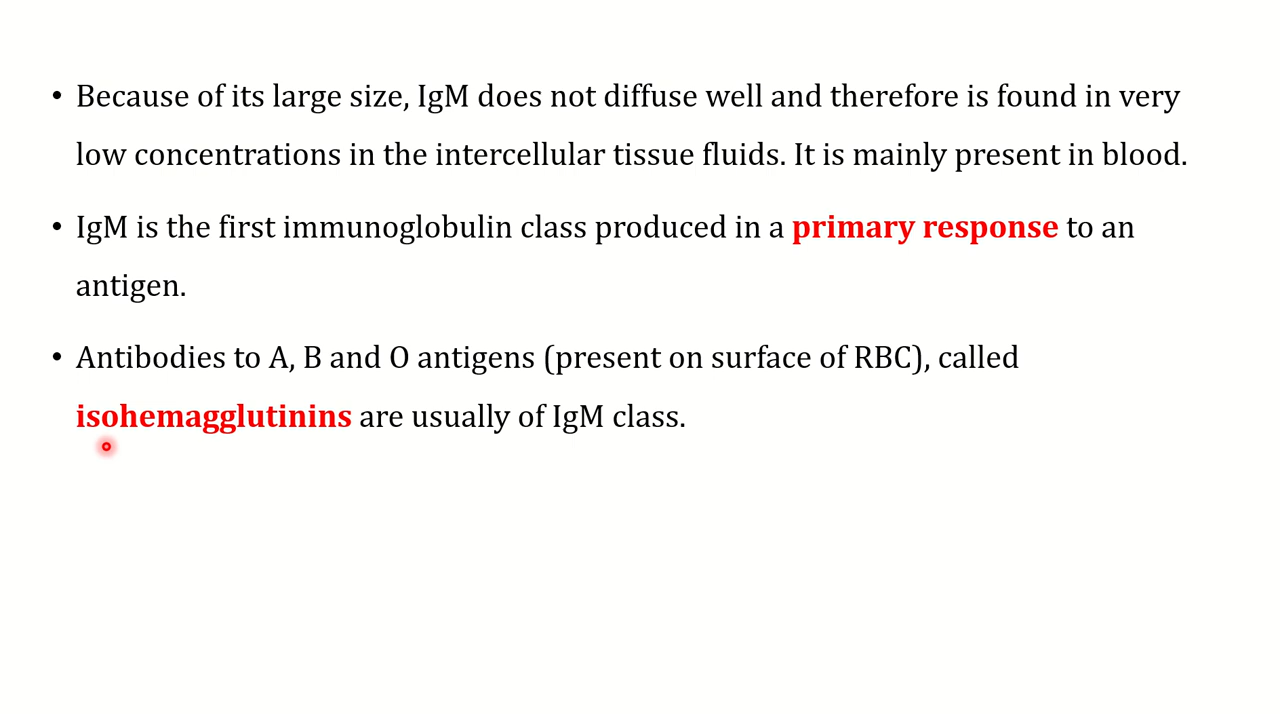 • Because of its large size, IgM does not diffuse well and therefore is found in very
low concentrations in the intercellular tissue fluids. It is mainly present in blood.
• IgM is the first immunoglobulin class produced in a primary response to an
antigen.
• Antibodies to A, B and O antigens (present on surface of RBC), called
isohemagglutinins are usually of IgM class.